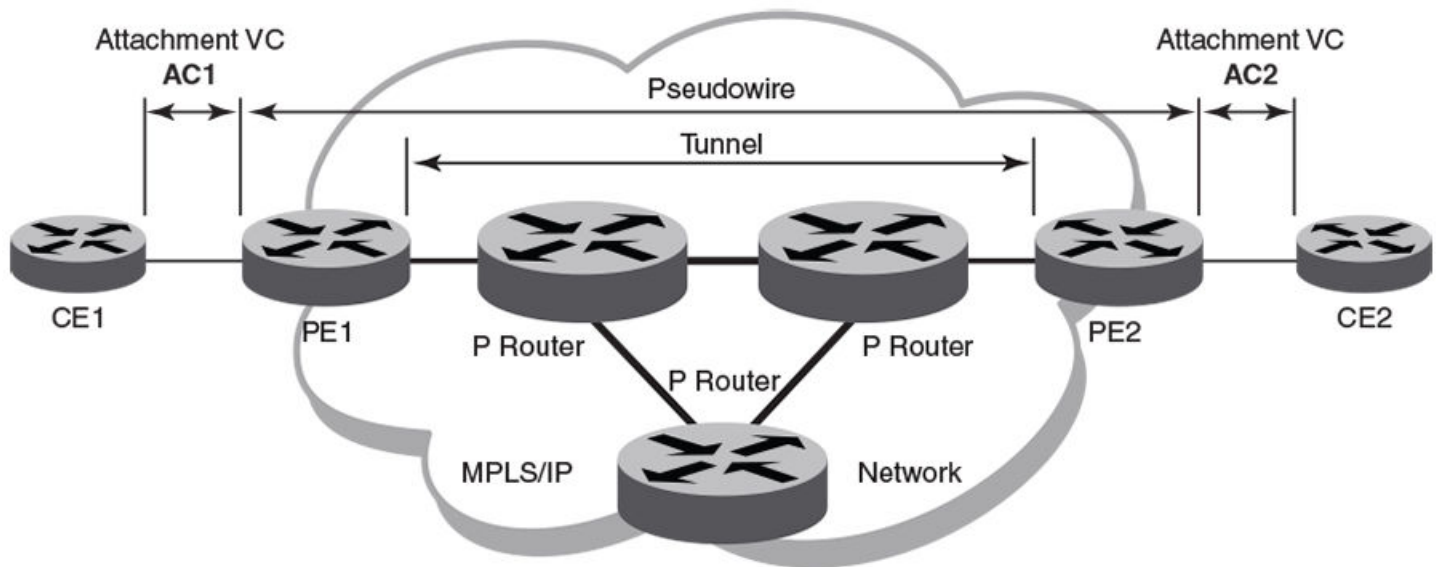 Attachment VC
AC1
Attachment VC
AC2
Pseudowire
Tunnel
CE1
PE1
P Router
P Router
P Router
PE2
CE2
MPLS/IP
Network